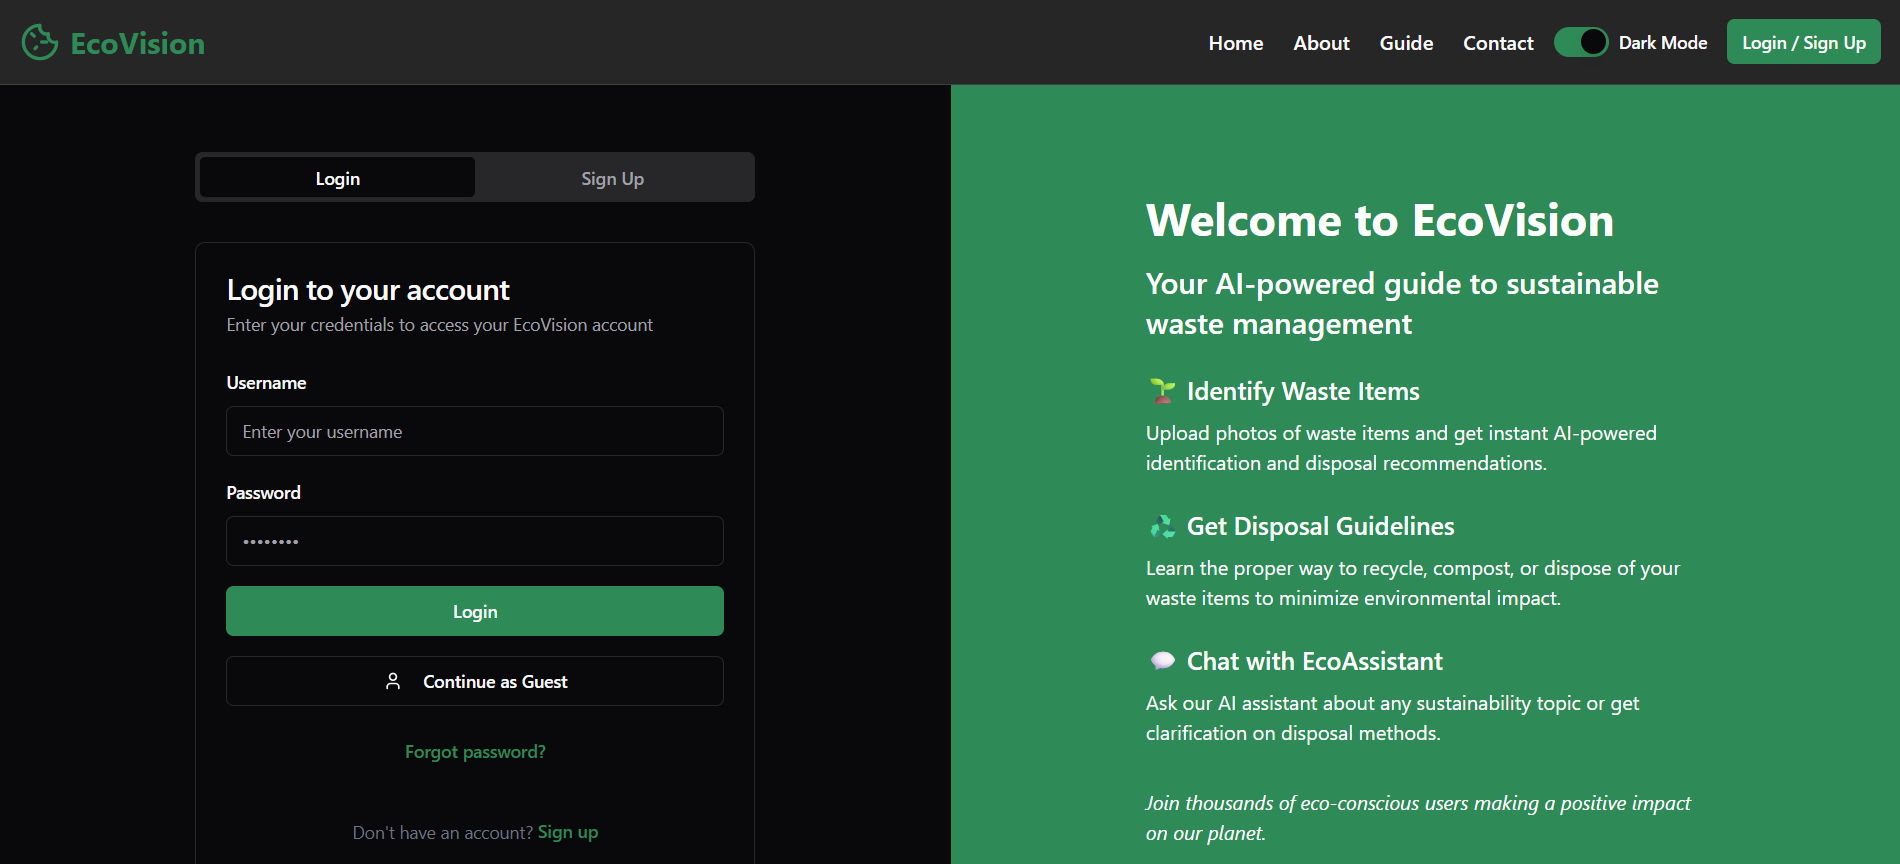 EcoVision
Home
About
Guide
Contact
Dark Mode
Login / Sign Up
Login
Sign Up
Login to your account
Enter your credentials to access your EcoVision account
Username
Enter your username
Password
••••••••
Login
Continue as Guest
Forgot password?
Don't have an account? Sign up
Welcome to EcoVision
Your AI-powered guide to sustainable
waste management
Identify Waste Items
Upload photos of waste items and get instant AI-powered
identification and disposal recommendations.
Get Disposal Guidelines
Learn the proper way to recycle, compost, or dispose of your
waste items to minimize environmental impact.
Chat with EcoAssistant
Ask our AI assistant about any sustainability topic or get
clarification on disposal methods.
Join thousands of eco-conscious users making a positive impact
on our planet.